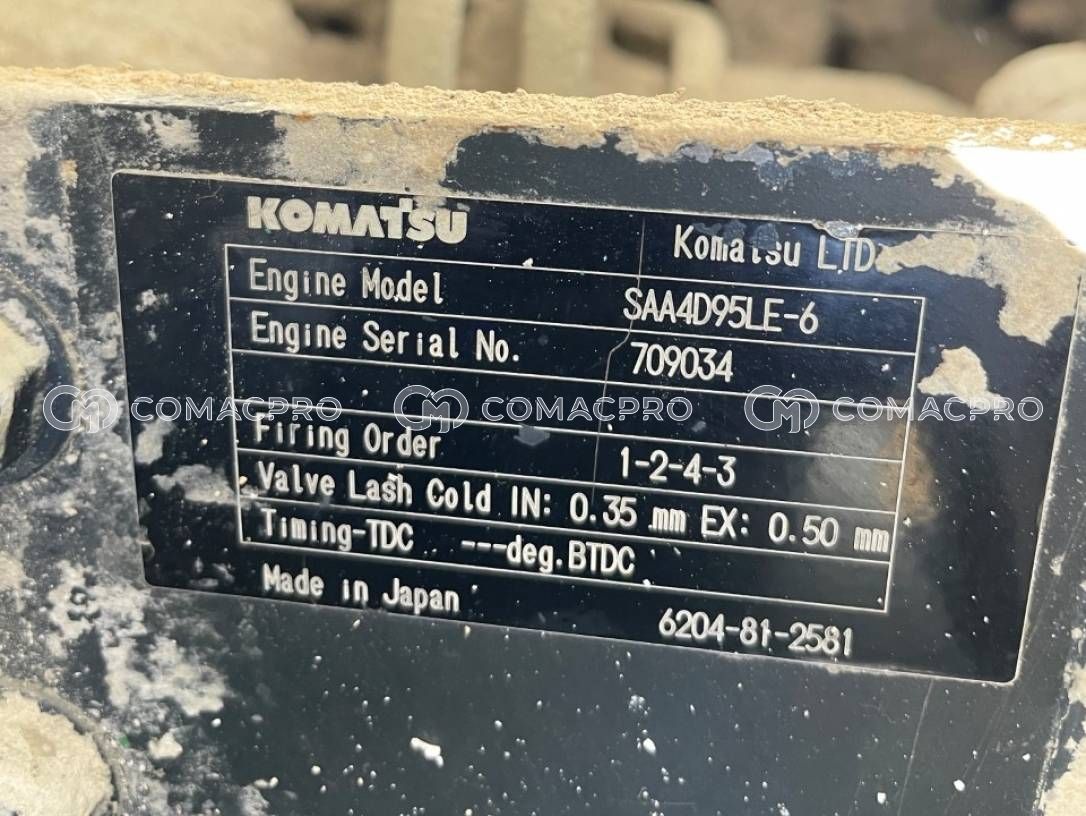 KOMATSU Komatsu LTD
Engine Model SAA4D95LE-6
Engine Serial No. 709034
COMACPRO COMACPRO COMACPRO
Firing Order 1-2-4-3
Valve Lash Cold IN: 0.35 mm EX: 0.50 mm
Timing-TDC ---deg.BTDC
Made in Japan 6204-81-2581